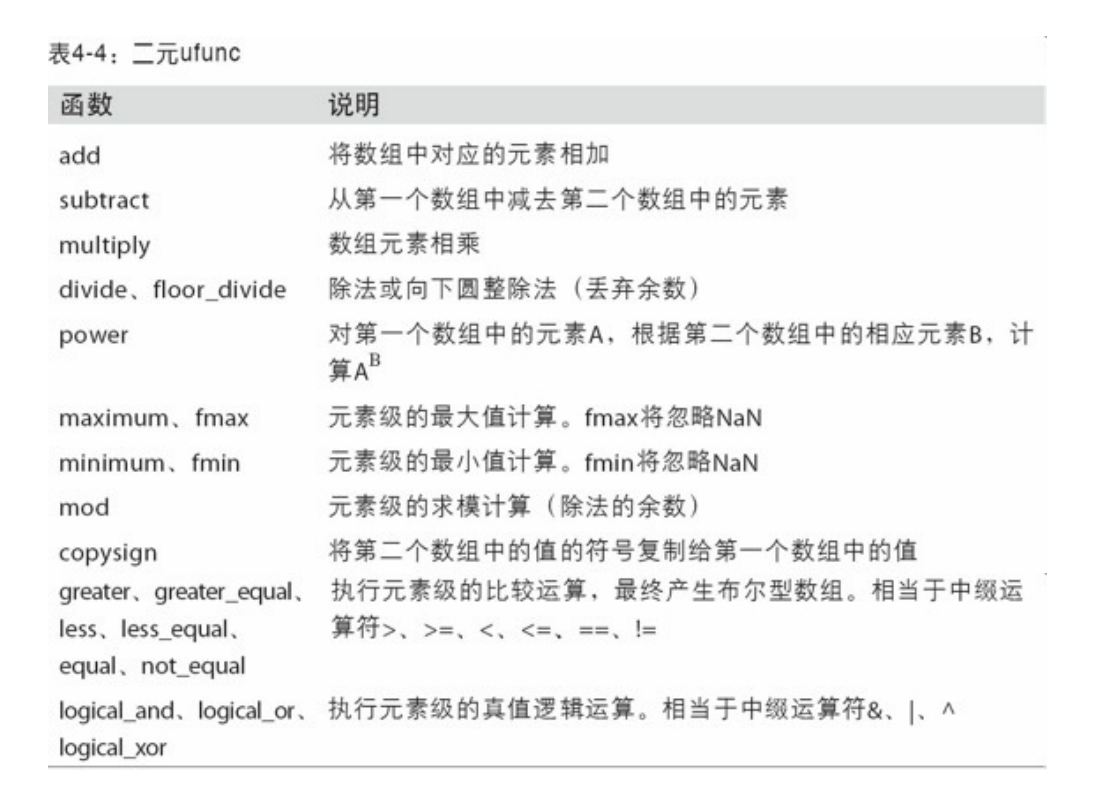 表4-4：二元ufunc
函数 说明
add 将数组中对应的元素相加
subtract 从第一个数组中减去第二个数组中的元素
multiply 数组元素相乘
divide、floor_divide 除法或向下圆整除法（丢弃余数）
power 对第一个数组中的元素A，根据第二个数组中的相应元素B，计
算A^B
maximum、fmax 元素级的最大值计算。fmax将忽略NaN
minimum、fmin 元素级的最小值计算。fmin将忽略NaN
mod 元素级的求模计算（除法的余数）
copysign 将第二个数组中的值的符号复制给第一个数组中的值
greater、greater_equal、 执行元素级的比较运算，最终产生布尔型数组。相当于中缀运
less、less_equal、 算符>、>=、<、<=、==、!=
equal、not_equal
logical_and、logical_or、 执行元素级的真值逻辑运算。相当于中缀运算符&、|、^
logical_xor